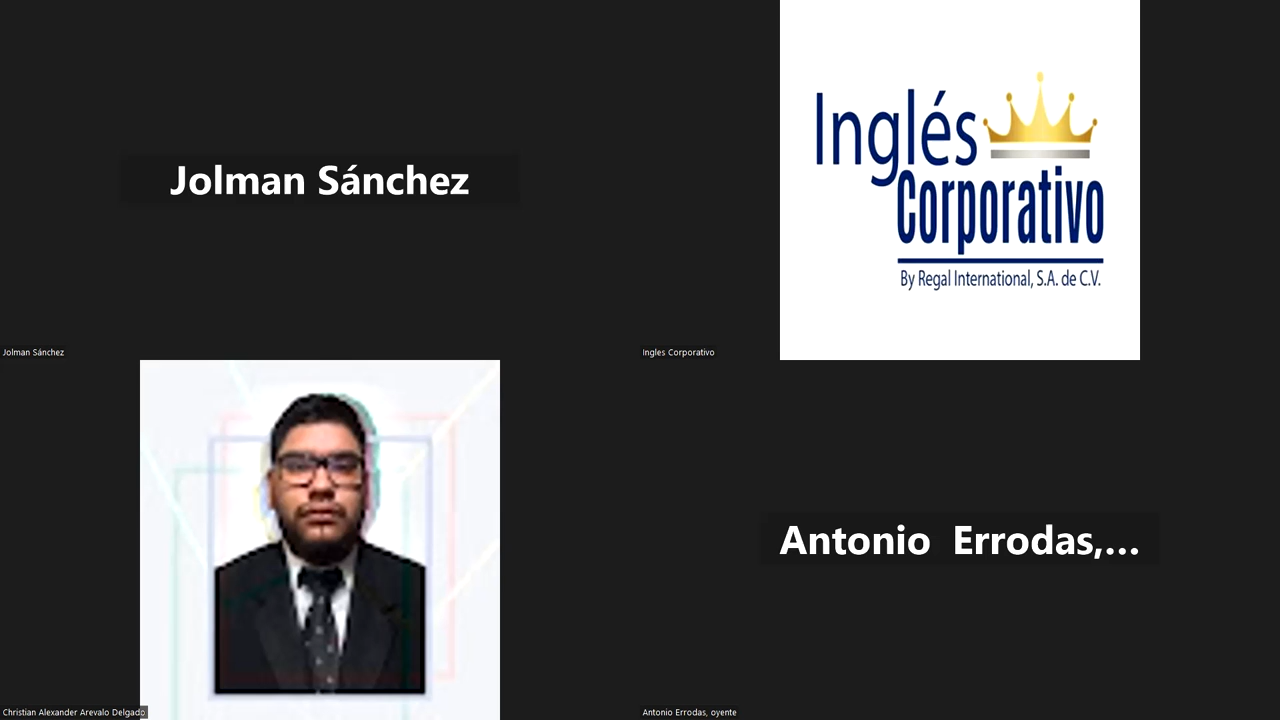 Jolman Sánchez
Jolman Sánchez
Inglés
Corporativo
By Regal International, S.A. de C.V.
Ingles Corporativo
Christian Alexander Arevalo Delgado
Antonio Errodas,...
Antonio Errodas, oyente